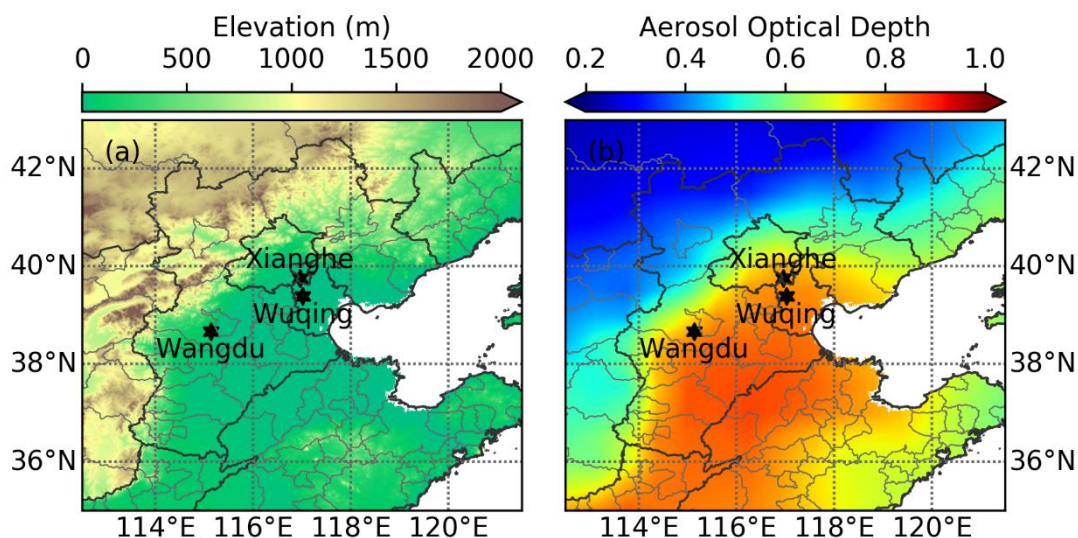 Elevation (m)
0 500 1000 1500 2000
Aerosol Optical Depth
0.2 0.4 0.6 0.8 1.0
(a)
42°N
40°N
38°N
36°N
Xianghe
Wuqing
Wangdu
114°E 116°E 118°E 120°E
(b)
Xianghe
Wuqing
Wangdu
42°N
40°N
38°N
36°N
114°E 116°E 118°E 120°E